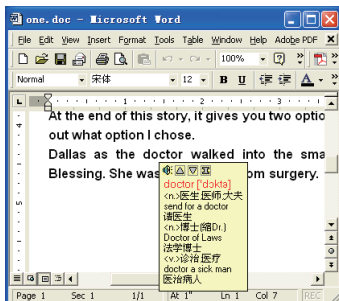 one.doc - Microsoft Word
File Edit View Insert Format Tools Table Window Help Adobe PDF
100%
Normal 宋体 12 B U A
1 2 3
At the end of this story, it gives you two optio
out what option I chose.
Dallas as the doctor walked into the sma
Blessing. She was om surgery.
doctor ['dɔktə]
<n.>医生,医师,大夫
send for a doctor
请医生
<n.>博士(缩Dr.)
Doctor of Laws
法学博士
<v.>诊治,医疗
doctor a sick man
医治病人
Page 1 Sec 1 1/1 At 1" Ln 1 Col 7 REC